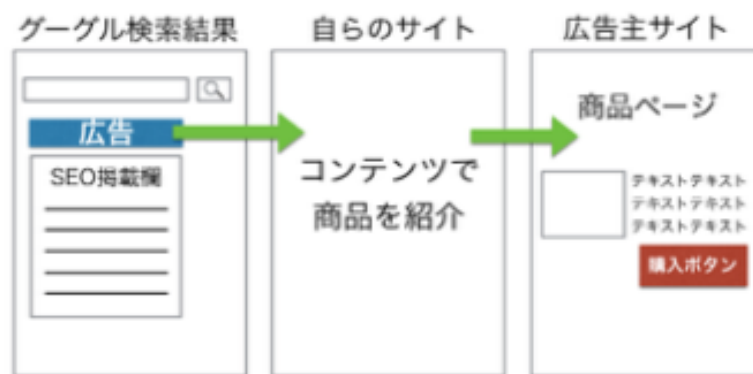 グーグル検索結果
自らのサイト
広告主サイト
広告
SEO掲載欄
コンテンツで
商品を紹介
商品ページ
テキストテキスト
テキストテキスト
テキストテキスト
購入ボタン